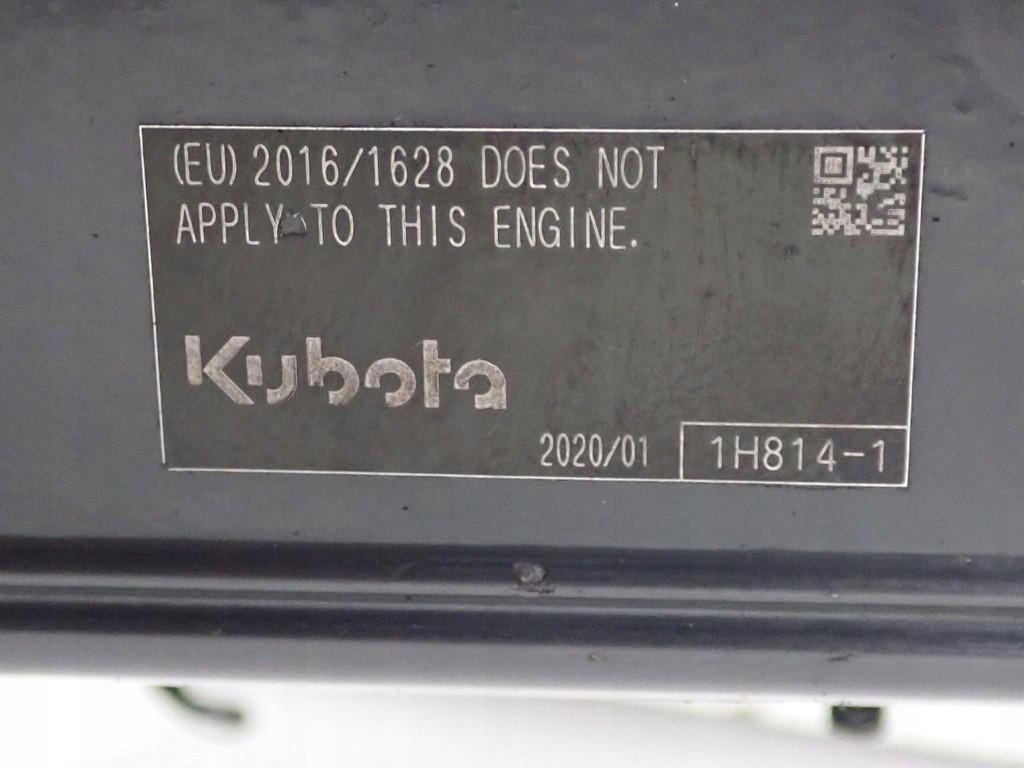 (EU) 2016/1628 DOES NOT
APPLY TO THIS ENGINE.
Kubota
2020/01
1H814-1